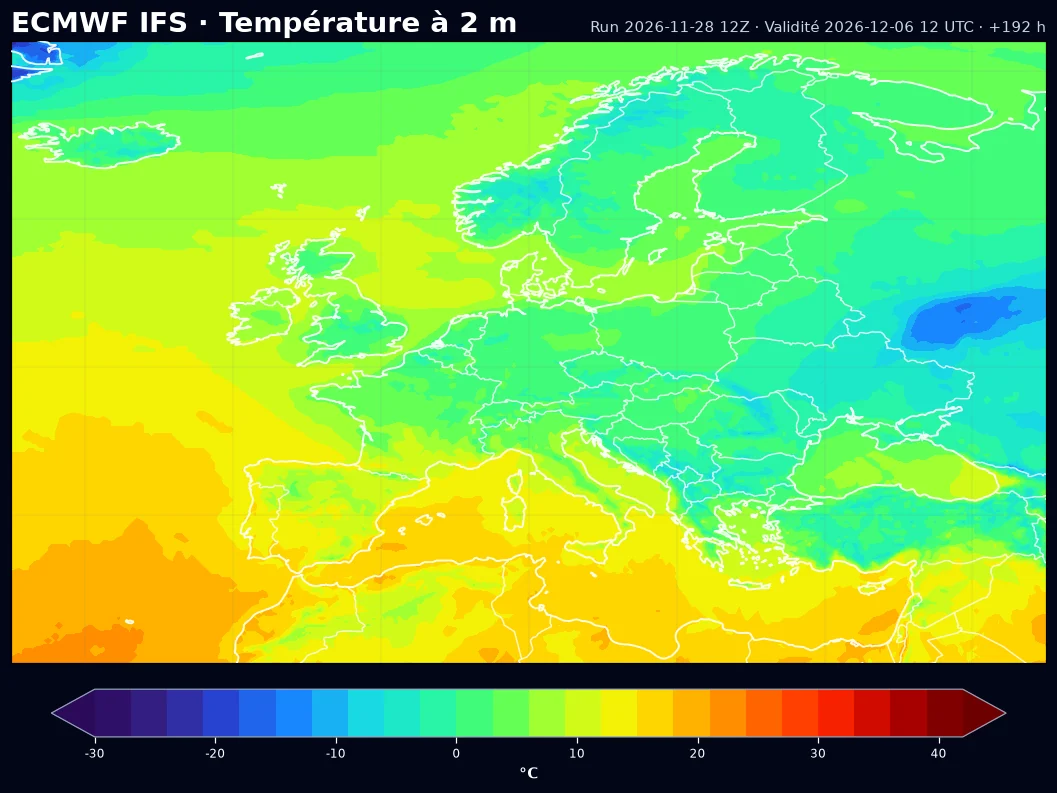 ECMWF IFS · Température à 2 m
Run 2026-11-28 12Z · Validité 2026-12-06 12 UTC · +192 h
-30 -20 -10 0 10 20 30 40
°C